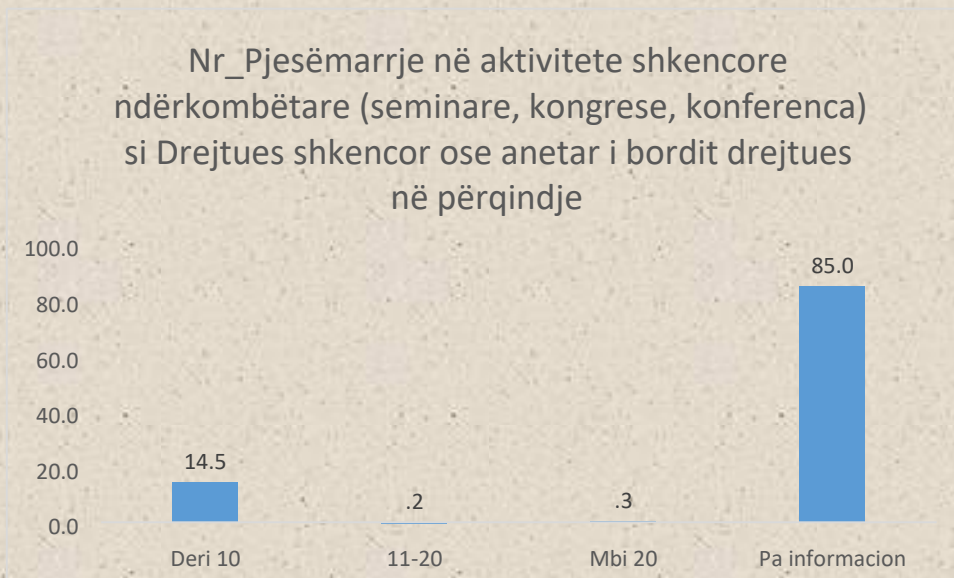 Nr_Pjesëmarrje në aktivitete shkencore
ndërkombëtare (seminare, kongrese, konferenca)
si Drejtues shkencor ose anetar i bordit drejtues
në përqindje
100.0
80.0
60.0
40.0
20.0
0.0
14.5
.2
.3
85.0
Deri 10
11-20
Mbi 20
Pa informacion